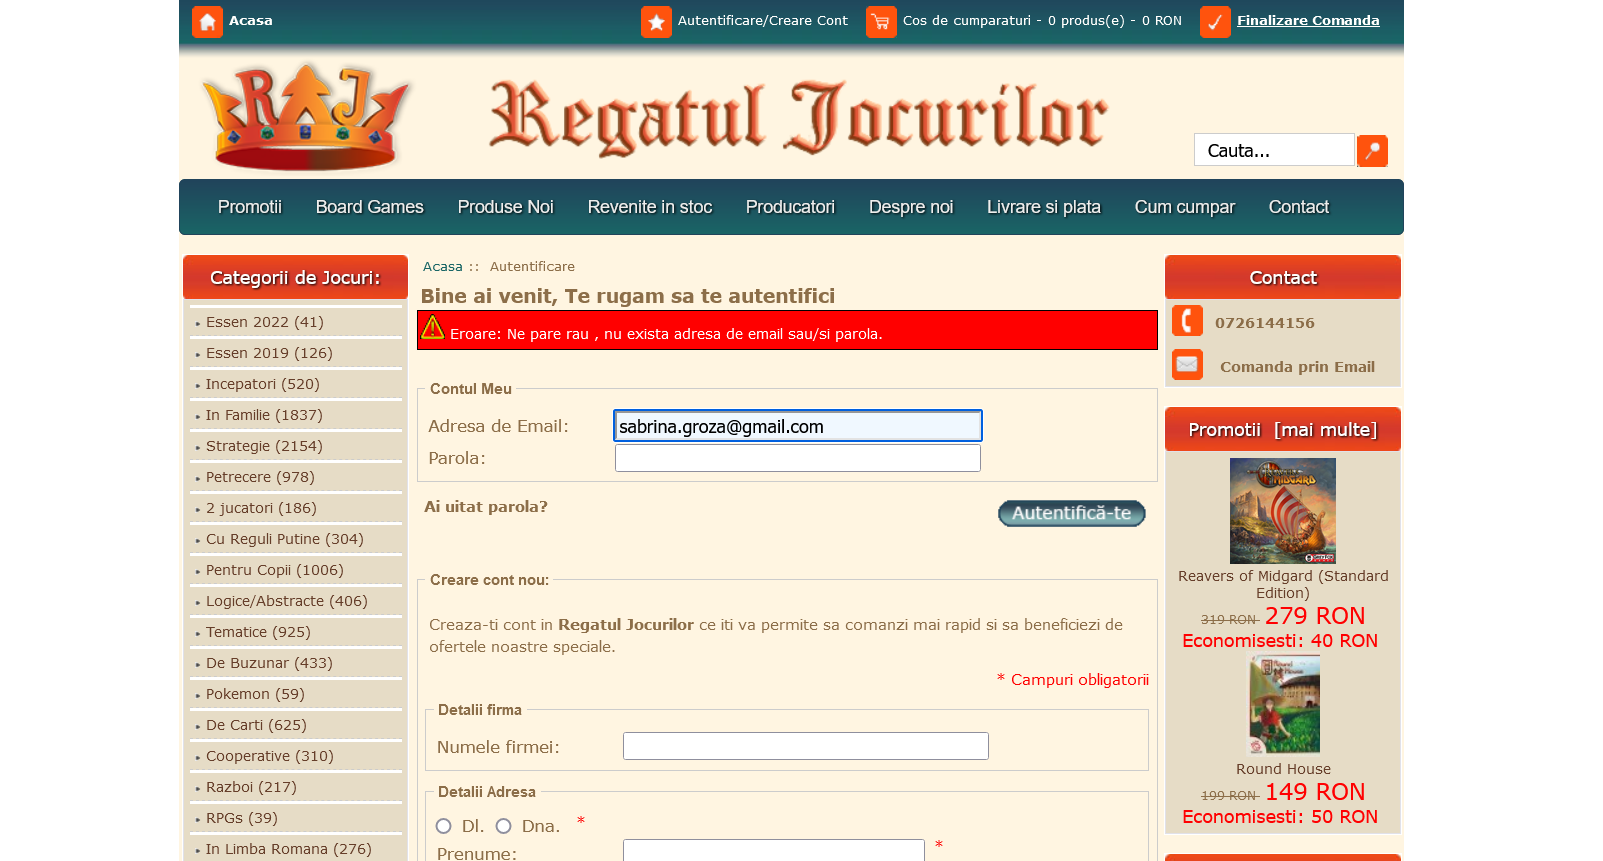 Acasa
Autentificare/Creare Cont
Cos de cumparaturi - 0 produs(e) - 0 RON
Finalizare Comanda
RAJ
Regatul Jocurilor
Cauta...
Promotii
Board Games
Produse Noi
Revenite in stoc
Producatori
Despre noi
Livrare si plata
Cum cumpar
Contact
Categorii de Jocuri:
Essen 2022 (41)
Essen 2019 (126)
Incepatori (520)
In Familie (1837)
Strategie (2154)
Petrecere (978)
2 jucatori (186)
Cu Reguli Putine (304)
Pentru Copii (1006)
Logice/Abstracte (406)
Tematice (925)
De Buzunar (433)
Pokemon (59)
De Carti (625)
Cooperative (310)
Razboi (217)
RPGs (39)
In Limba Romana (276)
Acasa :: Autentificare
Bine ai venit, Te rugam sa te autentifici
Eroare: Ne pare rau , nu exista adresa de email sau/si parola.
Contul Meu
Adresa de Email: sabrina.groza@gmail.com
Parola:
Ai uitat parola?
Autentifică-te
Creare cont nou:
Creaza-ti cont in Regatul Jocurilor ce iti va permite sa comanzi mai rapid si sa beneficiezi de
ofertele noastre speciale.
* Campuri obligatorii
Detalii firma
Numele firmei:
Detalii Adresa
Dl. Dna. *
Prenume: *
Contact
0726144156
Comanda prin Email
Promotii [mai multe]
MIDGARD
Reavers of Midgard (Standard
Edition)
319 RON 279 RON
Economisesti: 40 RON
Round House
Round House
199 RON 149 RON
Economisesti: 50 RON